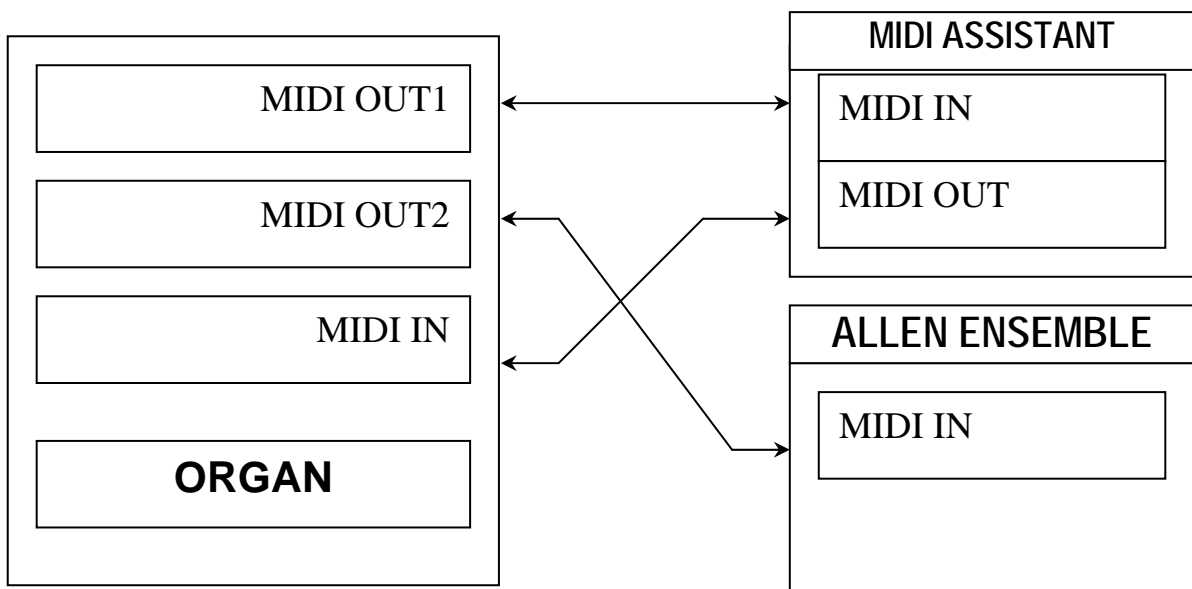 MIDI OUT1
MIDI OUT2
MIDI IN
ORGAN
MIDI ASSISTANT
MIDI IN
MIDI OUT
ALLEN ENSEMBLE
MIDI IN